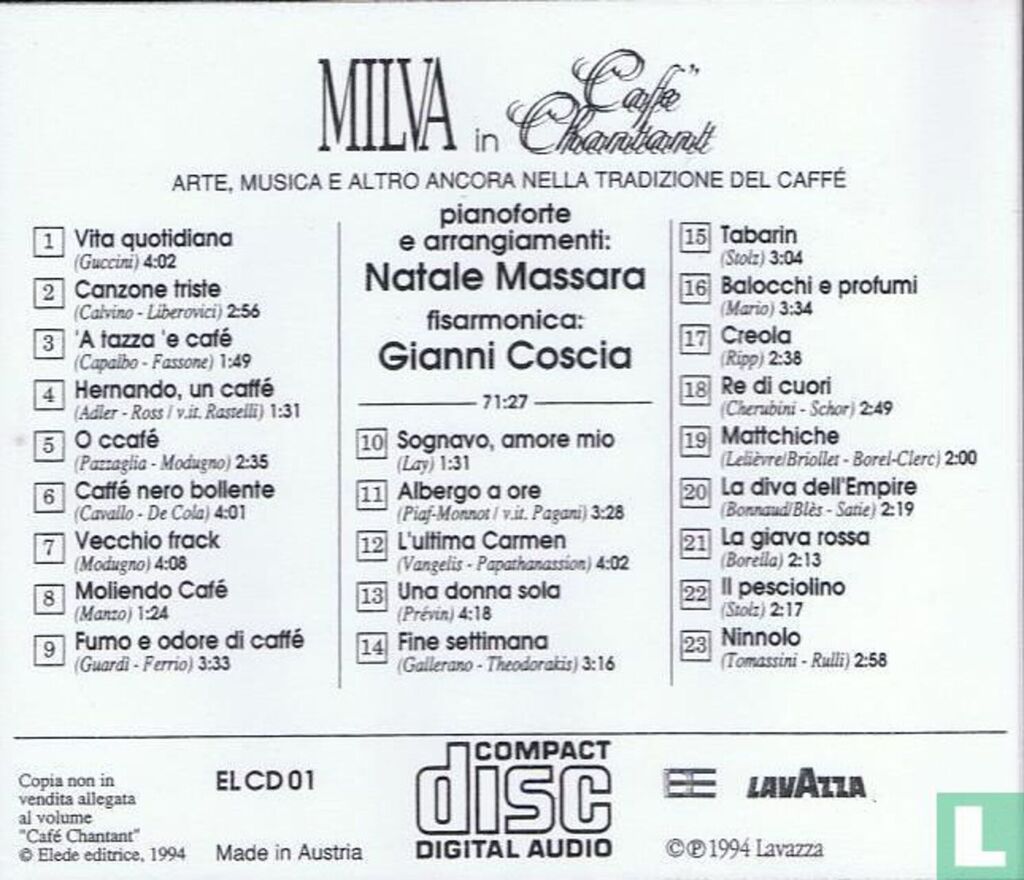 MILVA in "Caffè Chantant"
ARTE, MUSICA E ALTRO ANCORA NELLA TRADIZIONE DEL CAFFÉ
1 Vita quotidiana
(Guccini) 4:02
2 Canzone triste
(Calvino - Liberovici) 2:56
3 'A tazza 'e café
(Capalbo - Fassone) 1:49
4 Hernando, un caffé
(Adler - Ross / v.it. Rastelli) 1:31
5 O ccafé
(Pazzaglia - Modugno) 2:35
6 Caffé nero bollente
(Cavallo - De Cola) 4:01
7 Vecchio frack
(Modugno) 4:08
8 Moliendo Café
(Manzo) 1:24
9 Fumo e odore di caffé
(Guardi - Ferrio) 3:33
pianoforte
e arrangiamenti:
Natale Massara
fisarmonica:
Gianni Coscia
71:27
10 Sognavo, amore mio
(Lay) 1:31
11 Albergo a ore
(Piaf-Monnot / v.it. Pagani) 3:28
12 L'ultima Carmen
(Vangelis - Papathanassion) 4:02
13 Una donna sola
(Prévin) 4:18
14 Fine settimana
(Gallerano - Theodorakis) 3:16
15 Tabarin
(Stolz) 3:04
16 Balocchi e profumi
(Mario) 3:34
17 Creola
(Ripp) 2:38
18 Re di cuori
(Cherubini - Schor) 2:49
19 Mattchiche
(Lelièvre/Briollet - Borel-Clerc) 2:00
20 La diva dell'Empire
(Bonnaud/Blès - Satie) 2:19
21 La giava rossa
(Borella) 2:13
22 Il pesciolino
(Stolz) 2:17
23 Ninnolo
(Tomassini - Rulli) 2:58
Copia non in
vendita allegata
al volume
"Café Chantant"
© Elede editrice, 1994
EL CD 01
Made in Austria
COMPACT
disc
DIGITAL AUDIO
LAVAZZA
©℗1994 Lavazza
L